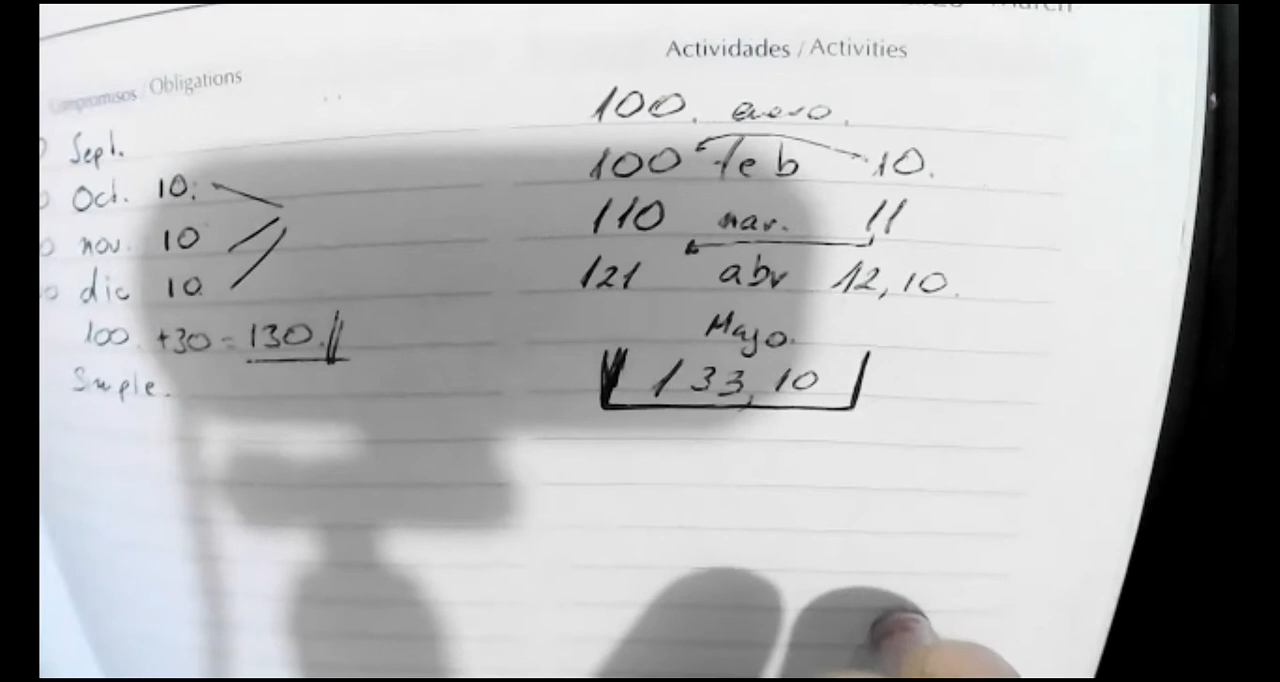 March
Compromisos / Obligations
Sept.
Oct. 10.
nov. 10
dic 10.
100. +30 = 130.
Simple.
Actividades / Activities
100. enero.
100 feb 10.
110 mar. 11
121 abr 12,10.
Mayo.
133,10